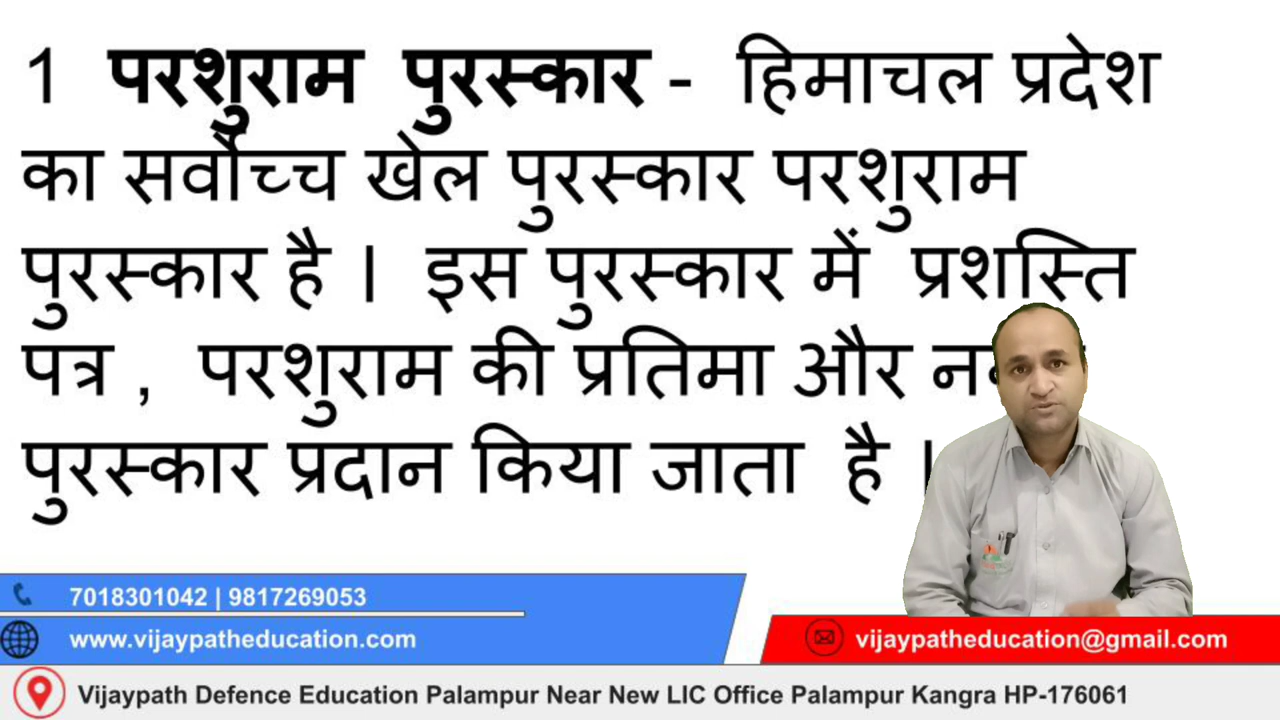 1 परशुराम पुरस्कार - हिमाचल प्रदेश
का सर्वोच्च खेल पुरस्कार परशुराम
पुरस्कार है । इस पुरस्कार में प्रशस्ति
पत्र , परशुराम की प्रतिमा और
पुरस्कार प्रदान किया जाता है ।
7018301042 | 9817269053
www.vijaypatheducation.com
vijaypatheducation@gmail.com
Vijaypath Defence Education Palampur Near New LIC Office Palampur Kangra HP-176061